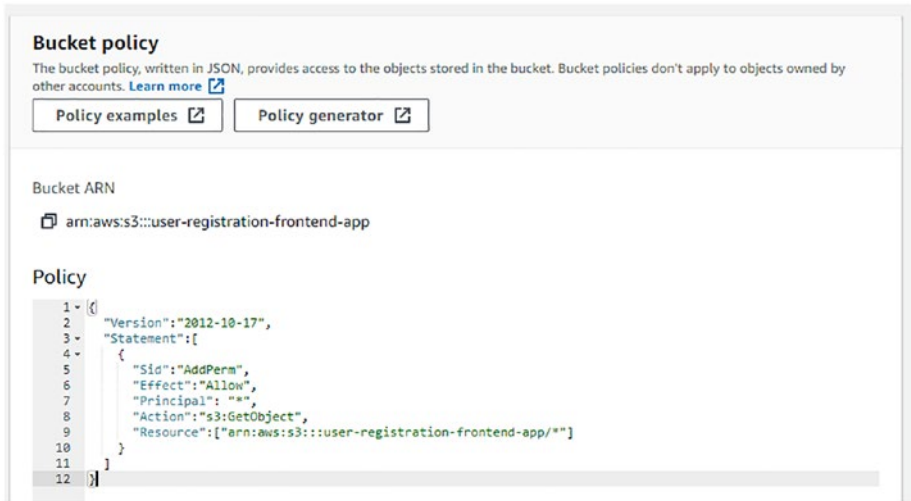 Bucket policy
The bucket policy, written in JSON, provides access to the objects stored in the bucket. Bucket policies don't apply to objects owned by
other accounts. Learn more
Policy examples Policy generator
Bucket ARN
arn:aws:s3:::user-registration-frontend-app
Policy
1 {
2 "Version":"2012-10-17",
3 "Statement":[
4 {
5 "Sid":"AddPerm",
6 "Effect":"Allow",
7 "Principal": "*",
8 "Action":"s3:GetObject",
9 "Resource":["arn:aws:s3:::user-registration-frontend-app/*"]
10 }
11 ]
12 }